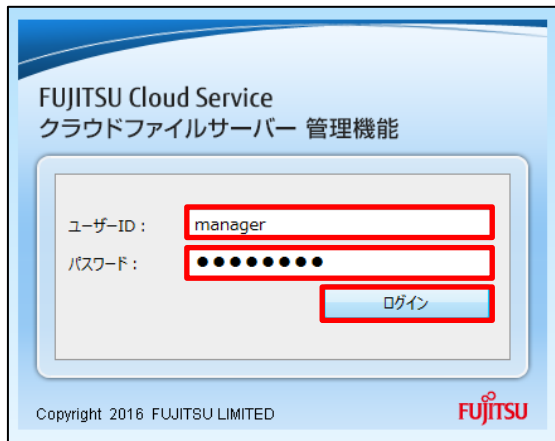 FUJITSU Cloud Service
クラウドファイルサーバー 管理機能
ユーザーID： manager
パスワード： ●●●●●●●●
ログイン
Copyright 2016 FUJITSU LIMITED
FUJITSU